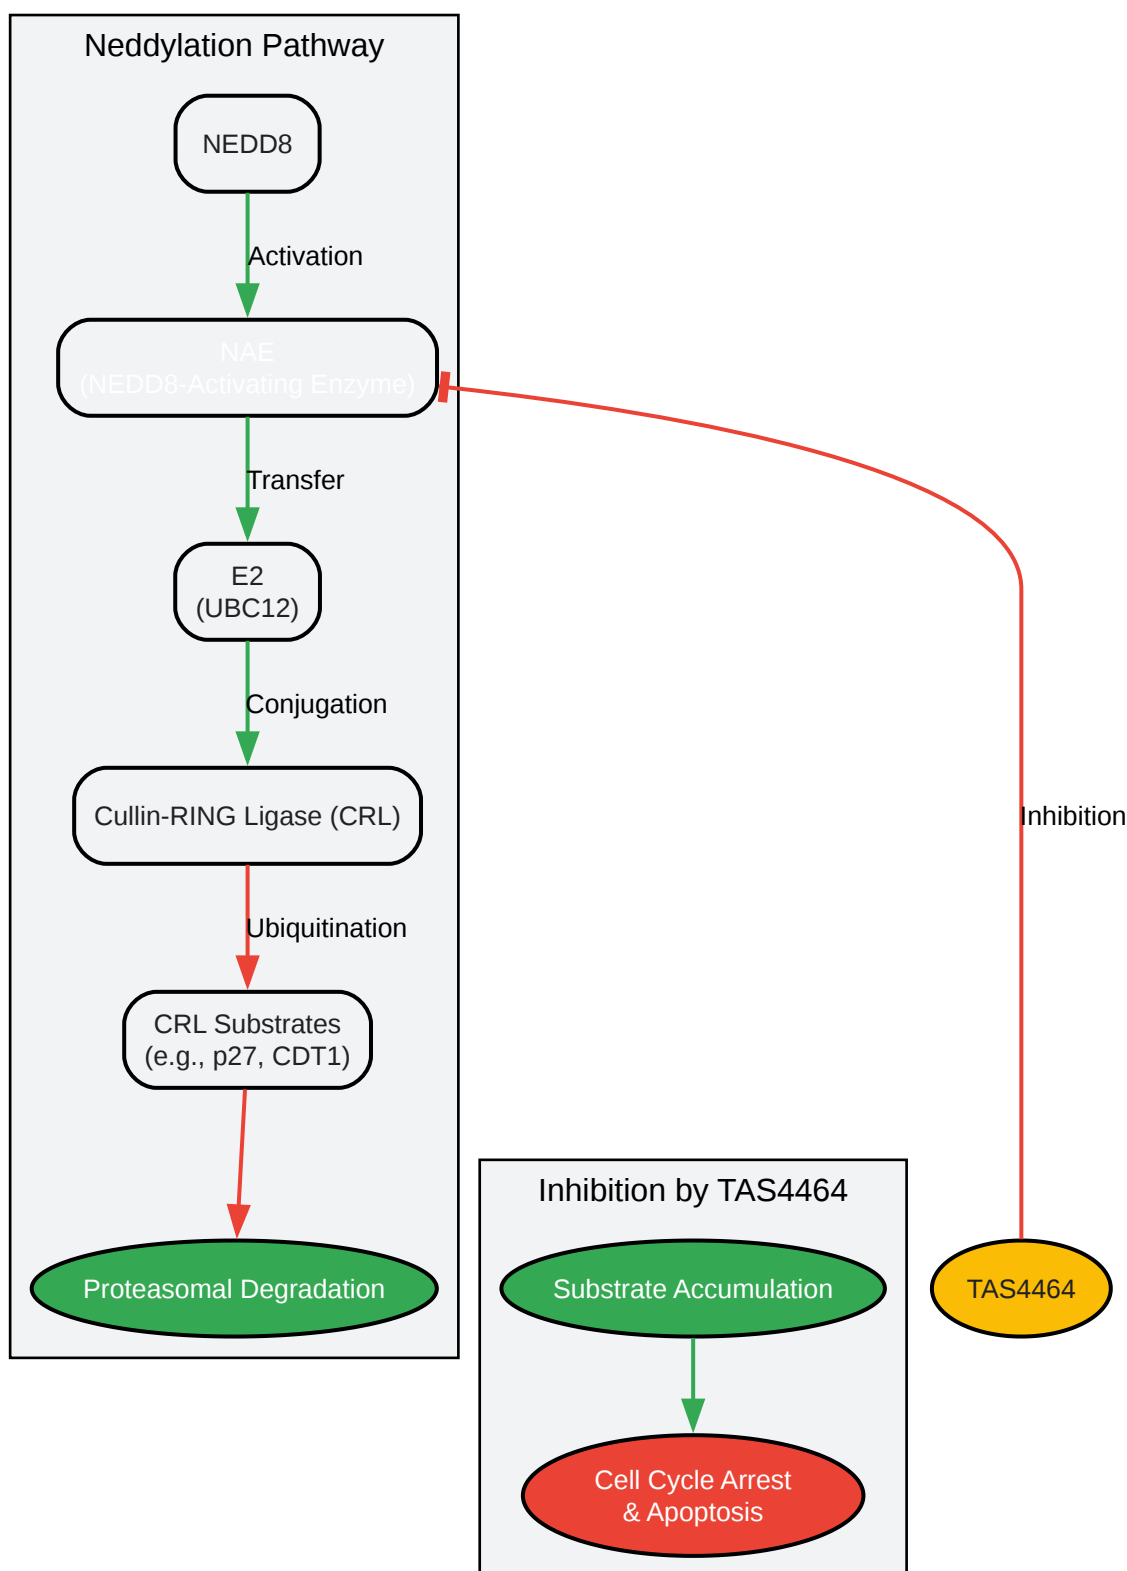 Neddylation Pathway
NEDD8
Activation
NAE
(NEDD8-Activating Enzyme)
Transfer
E2
(UBC12)
Conjugation
Cullin-RING Ligase (CRL)
Inhibition
Ubiquitination
CRL Substrates
(e.g., p27, CDT1)
Proteasomal Degradation
Inhibition by TAS4464
Substrate Accumulation
TAS4464
Cell Cycle Arrest
& Apoptosis